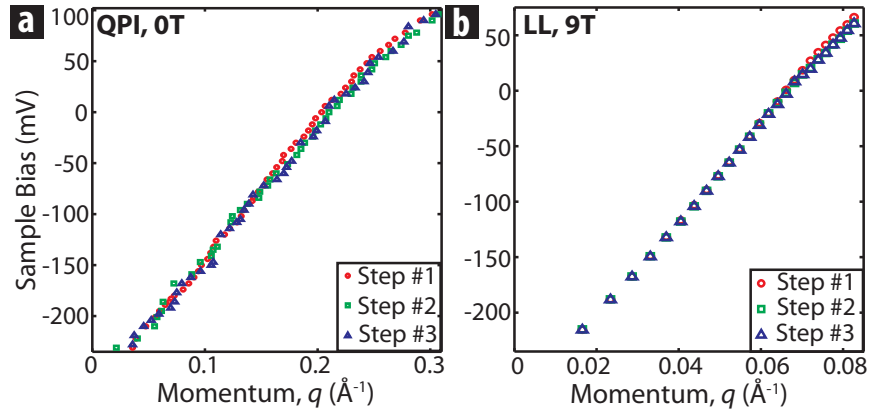 a QPI, 0T
100
50
0
-50
-100
-150
-200
Sample Bias (mV)
Step #1
Step #2
Step #3
0 0.1 0.2 0.3
Momentum, q (Å⁻¹)
b LL, 9T
50
0
-50
-100
-150
-200
Step #1
Step #2
Step #3
0 0.02 0.04 0.06 0.08
Momentum, q (Å⁻¹)